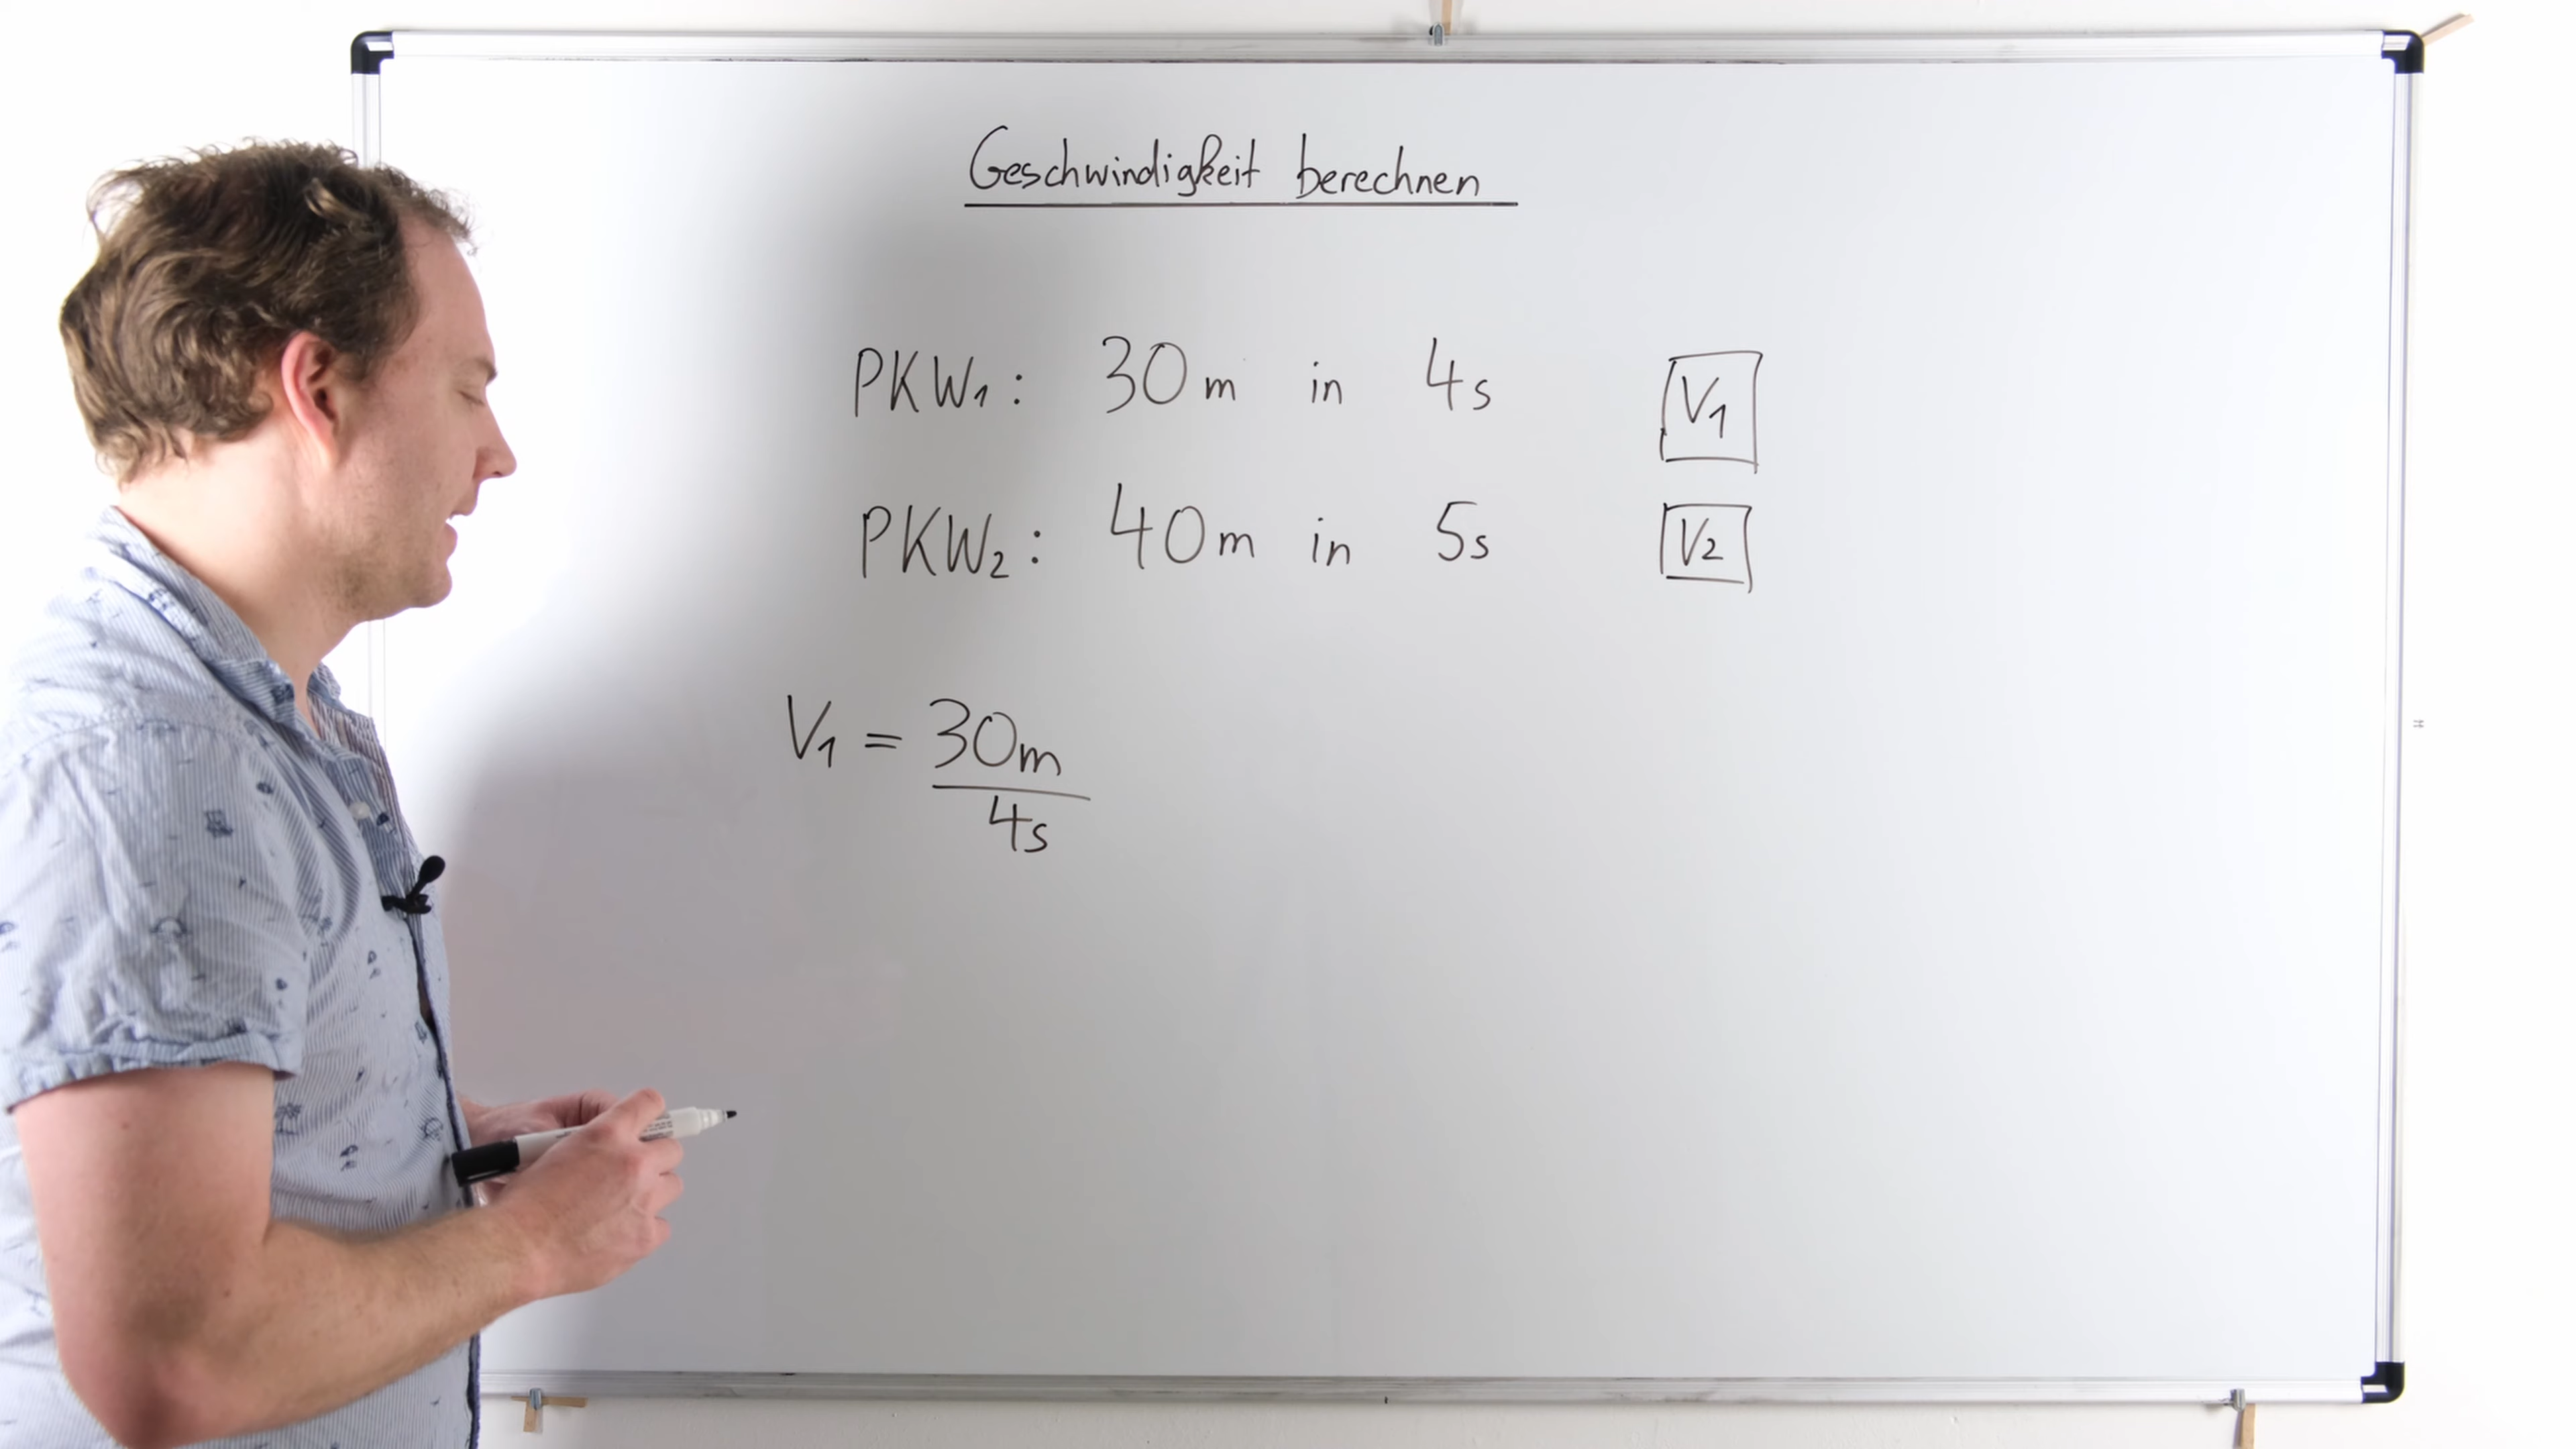 Geschwindigkeit berechnen
PKW₁: 30m in 4s V₁
PKW₂: 40m in 5s V₂
V₁ = 30m
4s